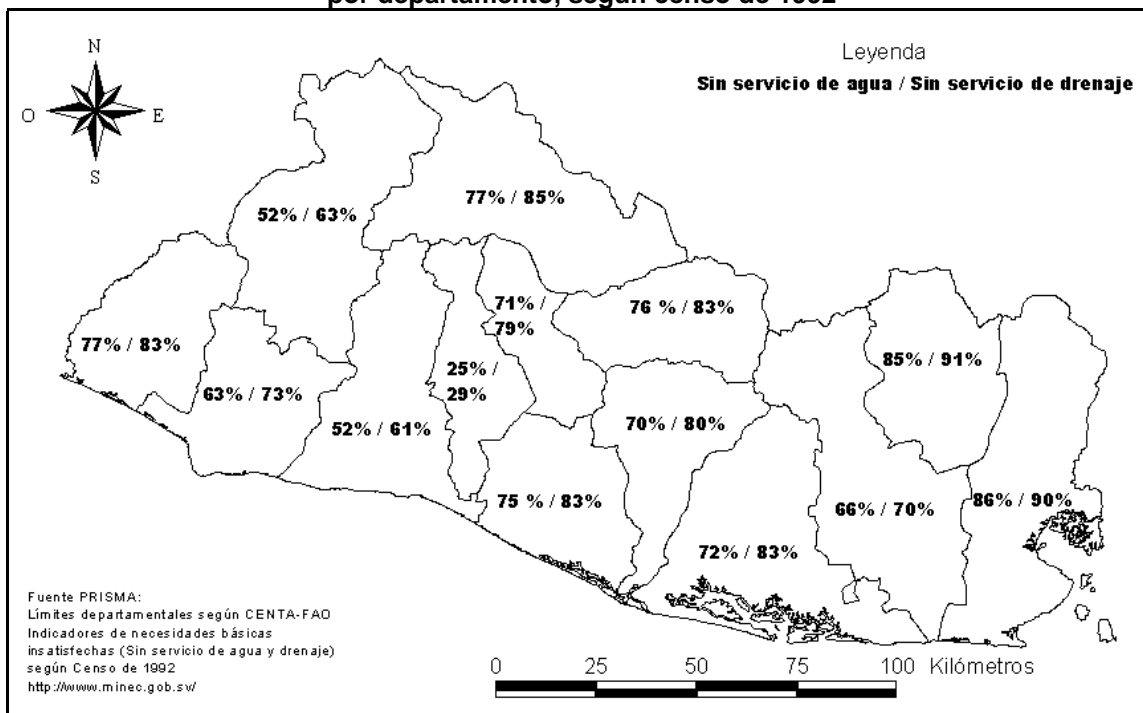 por departamento, según censo de 1992
N
O
E
S
Leyenda
Sin servicio de agua / Sin servicio de drenaje
77% / 85%
52% / 63%
71% /
79%
76 % / 83%
77% / 83%
85% / 91%
25% /
29%
63% / 73%
70% / 80%
52% / 61%
75 % / 83%
86% / 90%
66% / 70%
72% / 83%
Fuente PRISMA:
Límites departamentales según CENTA-FAO
Indicadores de necesidades básicas
insatisfechas (Sin servicio de agua y drenaje)
según Censo de 1992
http://www.minec.gob.sv/
0 25 50 75 100 Kilómetros